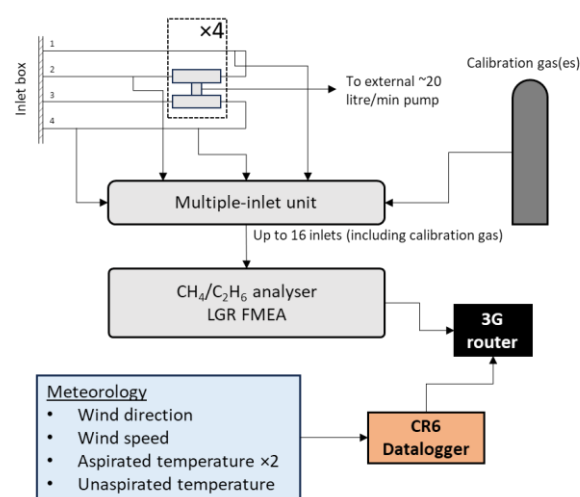 ×4
1
2
3
4
Inlet box
To external ~20
litre/min pump
Calibration gas(es)
Multiple-inlet unit
Up to 16 inlets (including calibration gas)
CH₄/C₂H₆ analyser
LGR FMEA
3G
router
Meteorology
• Wind direction
• Wind speed
• Aspirated temperature ×2
• Unaspirated temperature
CR6
Datalogger